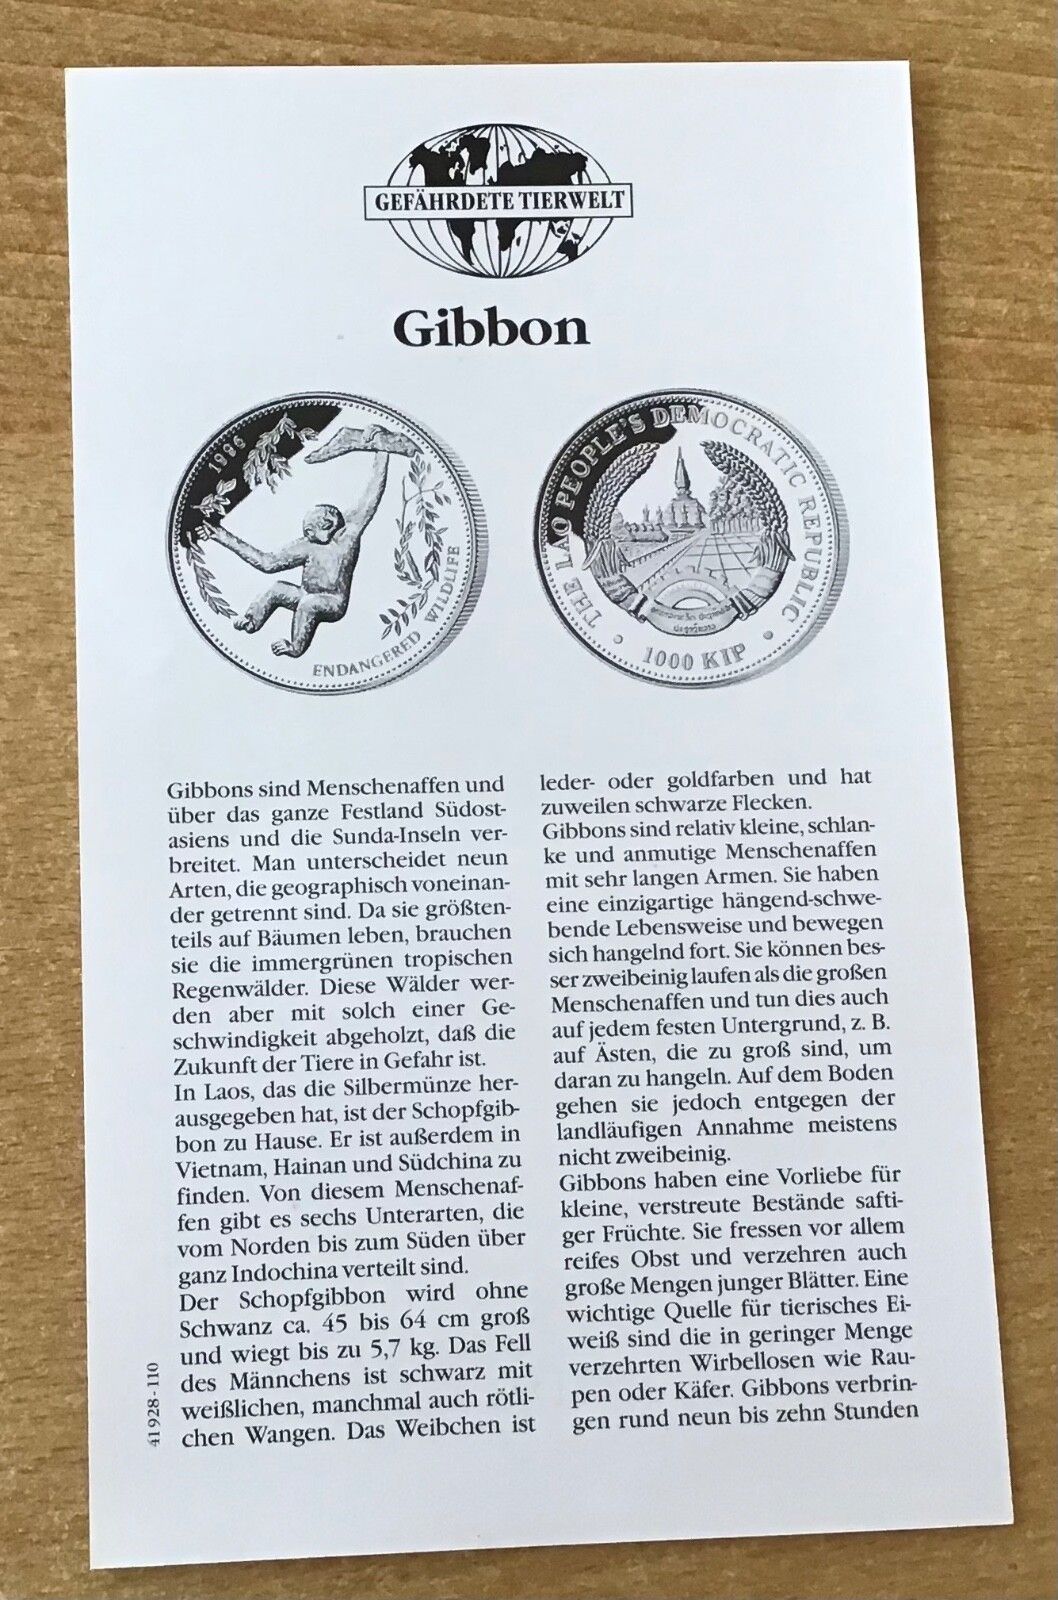 GEFÄHRDETE TIERWELT
Gibbon
1996
ENDANGERED WILDLIFE
THE LAO PEOPLE'S DEMOCRATIC REPUBLIC
1000 KIP
Gibbons sind Menschenaffen und
über das ganze Festland Südost-
asiens und die Sunda-Inseln ver-
breitet. Man unterscheidet neun
Arten, die geographisch voneinan-
der getrennt sind. Da sie größten-
teils auf Bäumen leben, brauchen
sie die immergrünen tropischen
Regenwälder. Diese Wälder wer-
den aber mit solch einer Ge-
schwindigkeit abgeholzt, daß die
Zukunft der Tiere in Gefahr ist.
In Laos, das die Silbermünze her-
ausgegeben hat, ist der Schopfgib-
bon zu Hause. Er ist außerdem in
Vietnam, Hainan und Südchina zu
finden. Von diesem Menschenaf-
fen gibt es sechs Unterarten, die
vom Norden bis zum Süden über
ganz Indochina verteilt sind.
Der Schopfgibbon wird ohne
Schwanz ca. 45 bis 64 cm groß
und wiegt bis zu 5,7 kg. Das Fell
des Männchens ist schwarz mit
weißlichen, manchmal auch rötli-
chen Wangen. Das Weibchen ist
leder- oder goldfarben und hat
zuweilen schwarze Flecken.
Gibbons sind relativ kleine, schlan-
ke und anmutige Menschenaffen
mit sehr langen Armen. Sie haben
eine einzigartige hängend-schwe-
bende Lebensweise und bewegen
sich hangelnd fort. Sie können bes-
ser zweibeinig laufen als die großen
Menschenaffen und tun dies auch
auf jedem festen Untergrund, z. B.
auf Ästen, die zu groß sind, um
daran zu hangeln. Auf dem Boden
gehen sie jedoch entgegen der
landläufigen Annahme meistens
nicht zweibeinig.
Gibbons haben eine Vorliebe für
kleine, verstreute Bestände safti-
ger Früchte. Sie fressen vor allem
reifes Obst und verzehren auch
große Mengen junger Blätter. Eine
wichtige Quelle für tierisches Ei-
weiß sind die in geringer Menge
verzehrten Wirbellosen wie Rau-
pen oder Käfer. Gibbons verbrin-
gen rund neun bis zehn Stunden
41 928 - 110